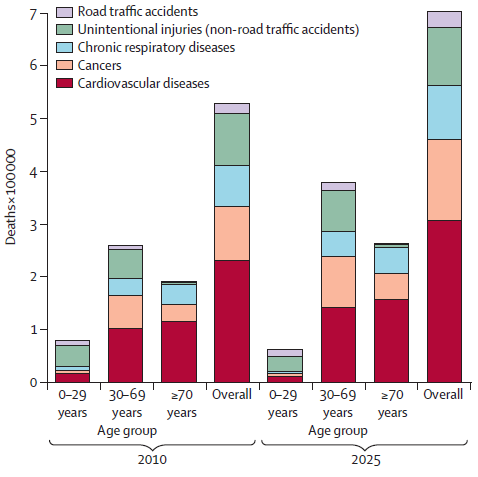 Road traffic accidents
Unintentional injuries (non-road traffic accidents)
Chronic respiratory diseases
Cancers
Cardiovascular diseases
Deaths×100000
7
6
5
4
3
2
1
0
0–29 years
30–69 years
≥70 years
Overall
0–29 years
30–69 years
≥70 years
Overall
Age group
Age group
2010
2025